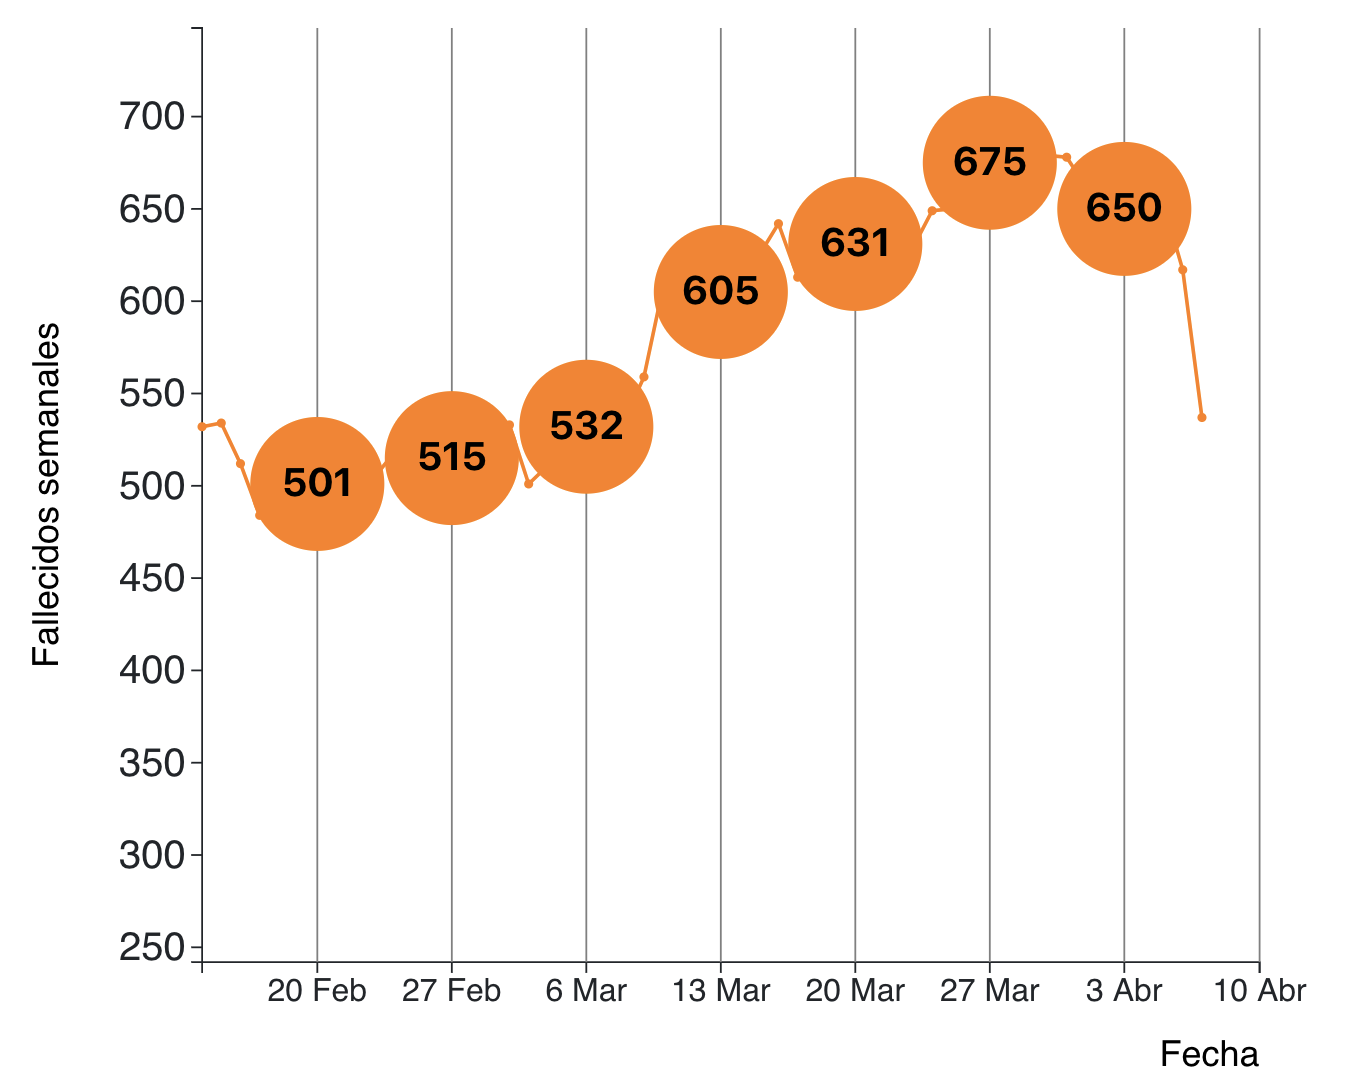 Fallecidos semanales
700
650
600
550
500
450
400
350
300
250
501
515
532
605
631
675
650
20 Feb
27 Feb
6 Mar
13 Mar
20 Mar
27 Mar
3 Abr
10 Abr
Fecha